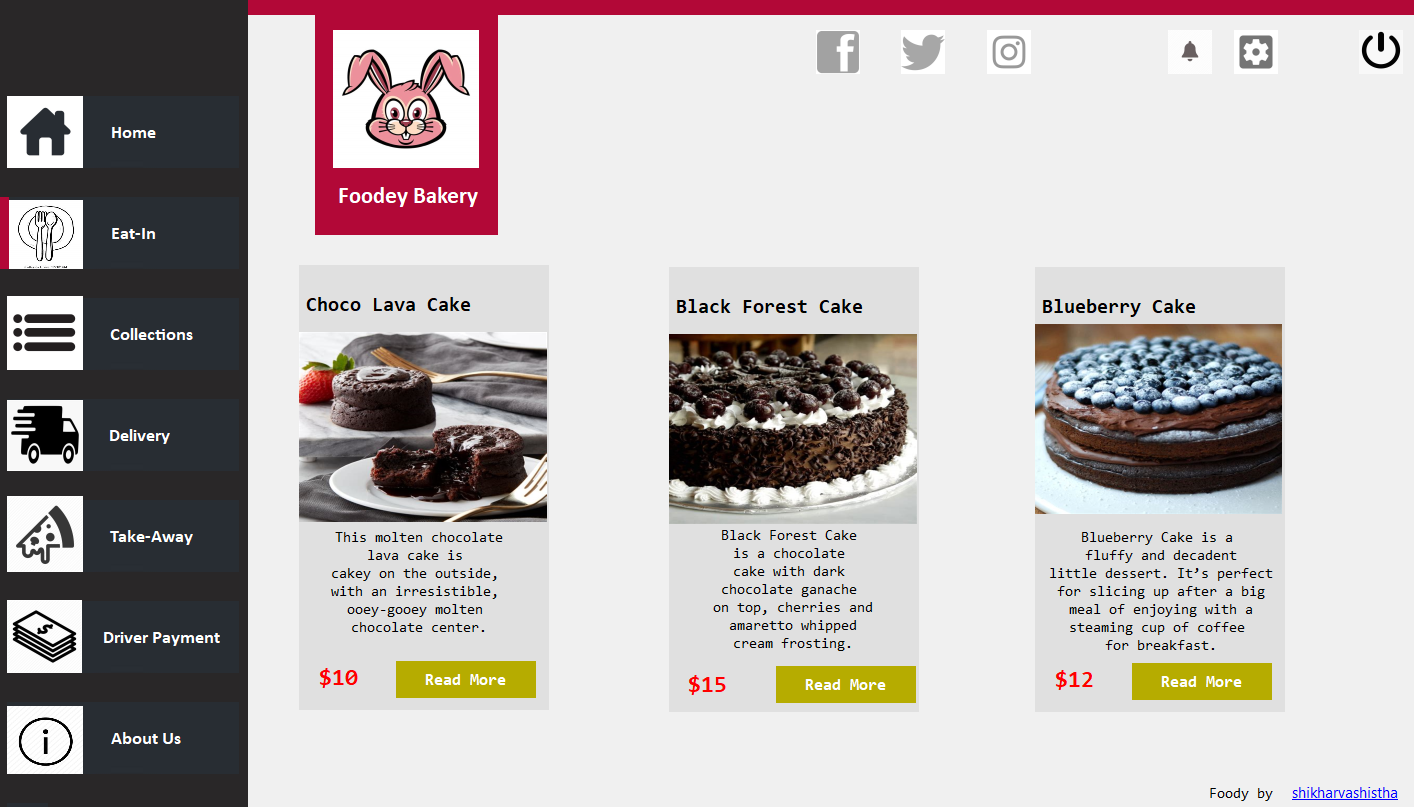 Home
Eat-In
Collections
Delivery
Take-Away
Driver Payment
About Us
Foodey Bakery
Choco Lava Cake
This molten chocolate
lava cake is
cakey on the outside,
with an irresistible,
ooey-gooey molten
chocolate center.
$10
Read More
Black Forest Cake
Black Forest Cake
is a chocolate
cake with dark
chocolate ganache
on top, cherries and
amaretto whipped
cream frosting.
$15
Read More
Blueberry Cake
Blueberry Cake is a
fluffy and decadent
little dessert. It’s perfect
for slicing up after a big
meal of enjoying with a
steaming cup of coffee
for breakfast.
$12
Read More
Foody by shikharvashistha